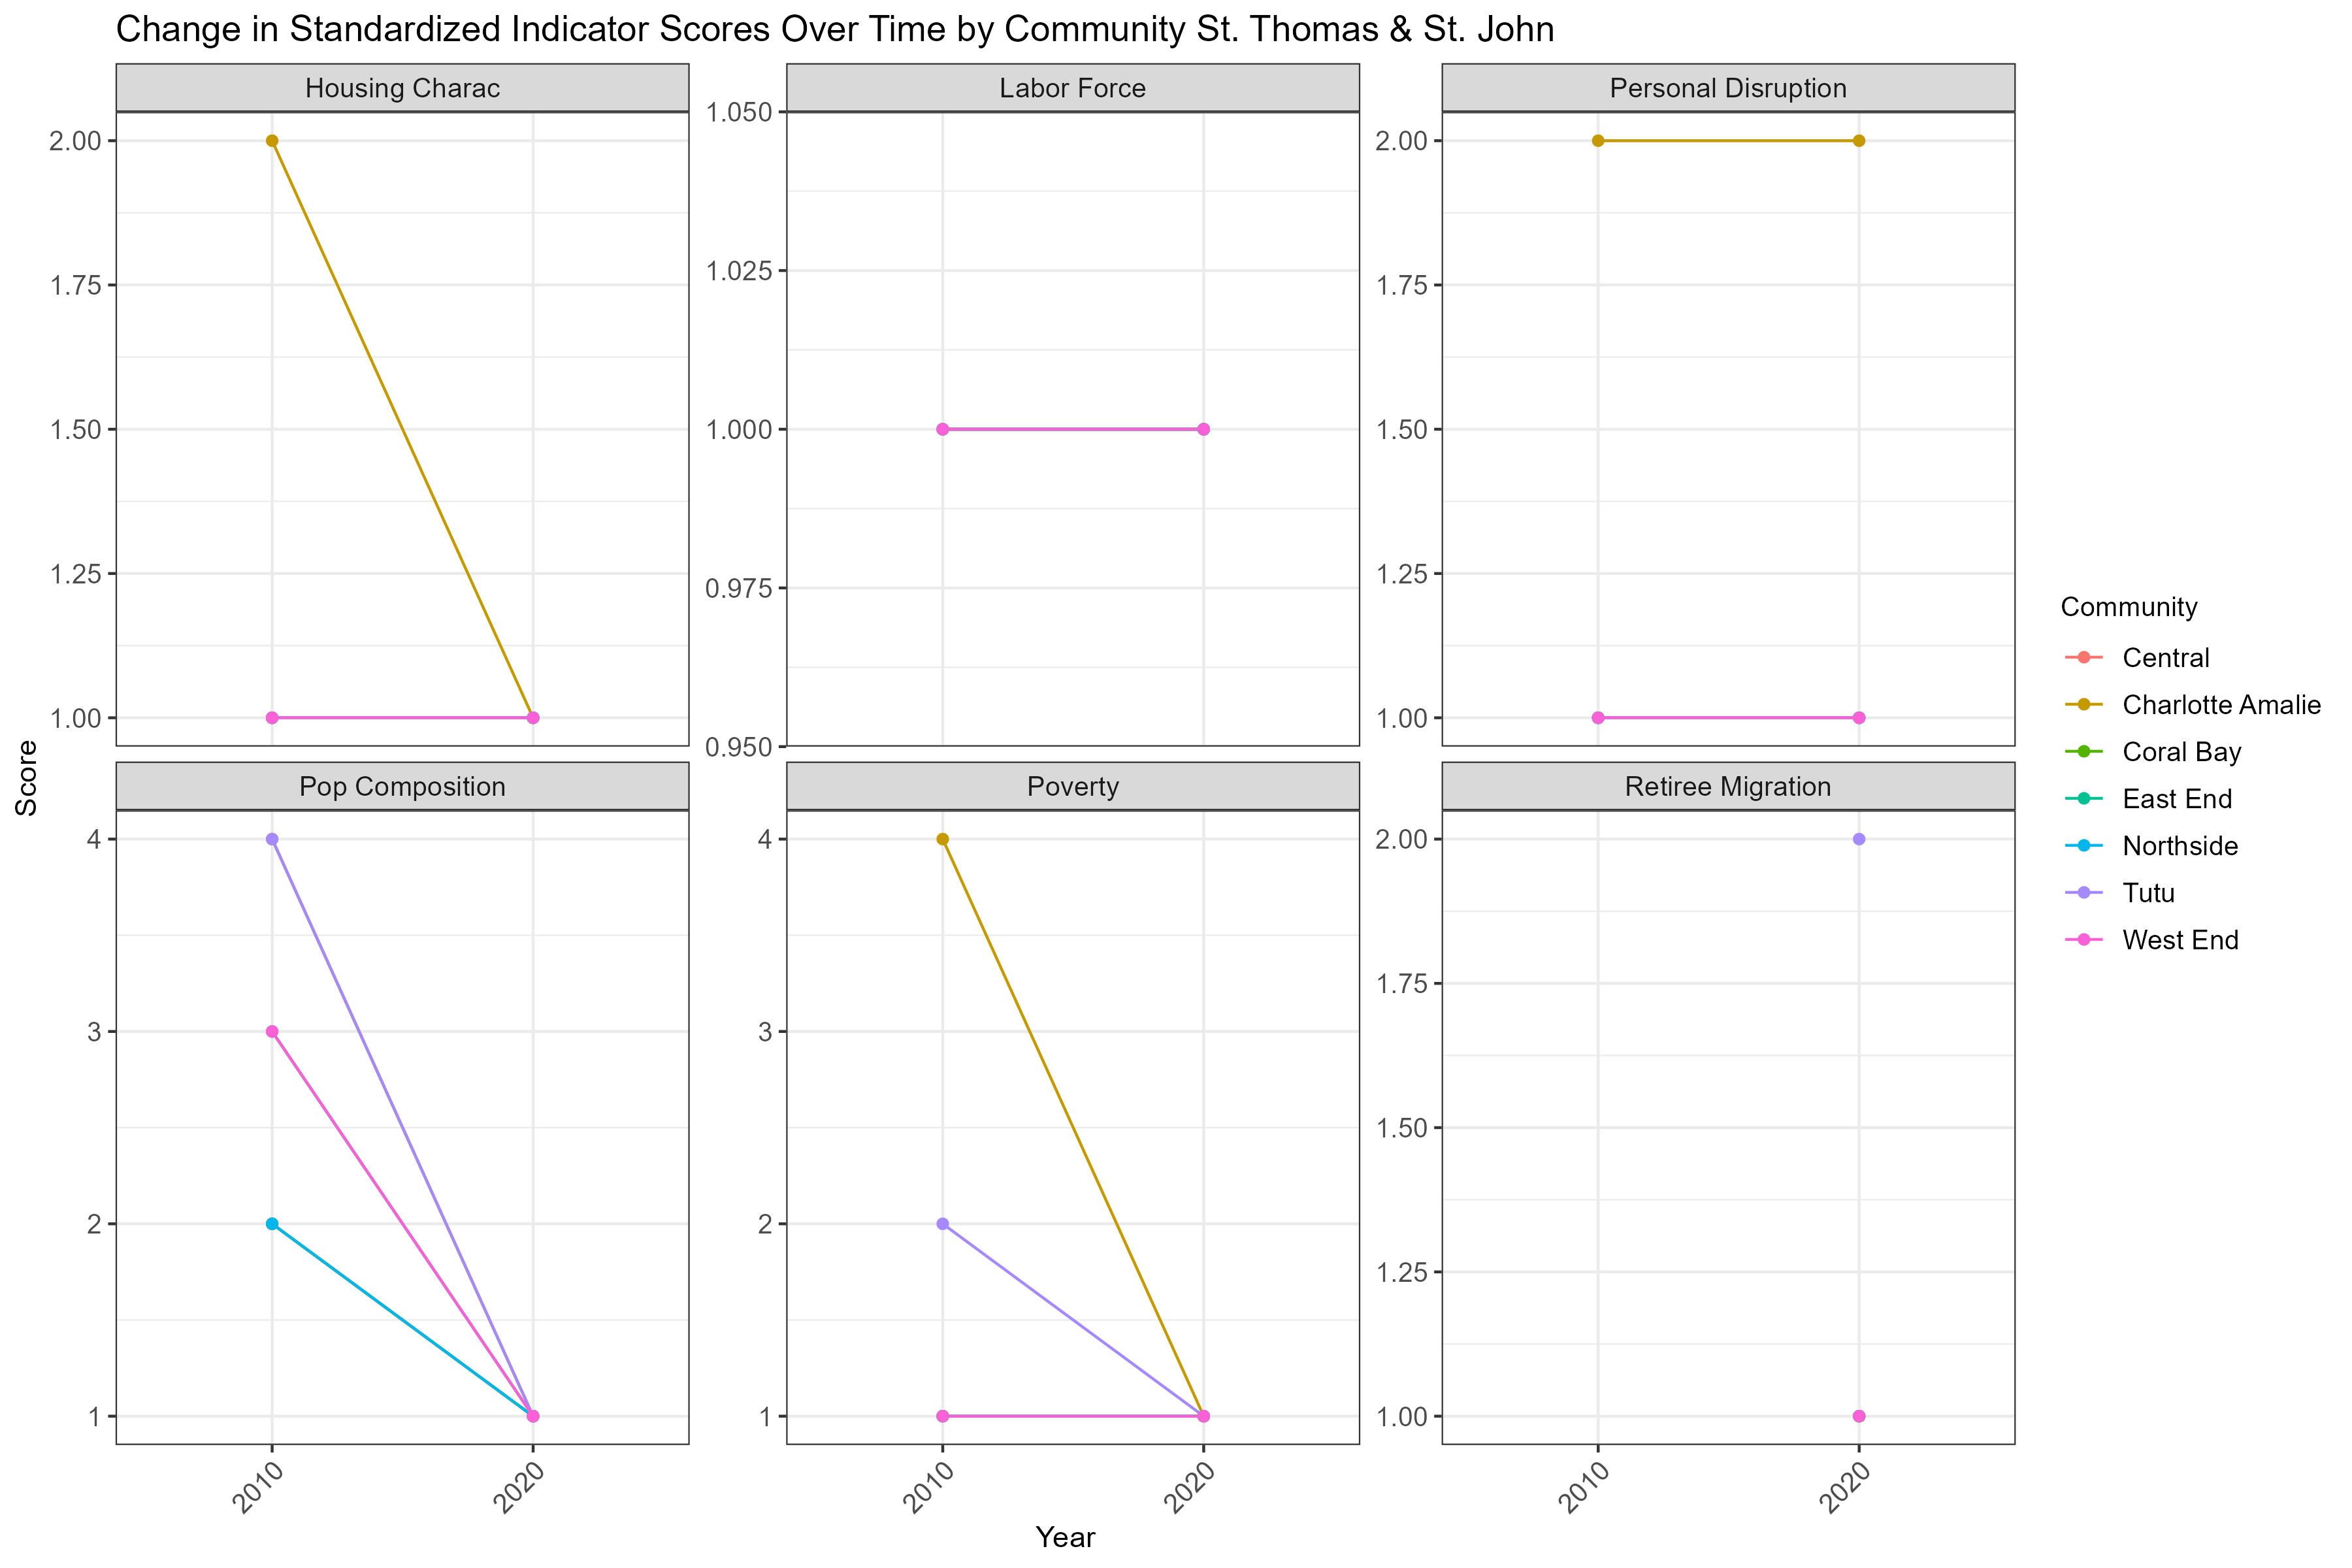 Change in Standardized Indicator Scores Over Time by Community St. Thomas & St. John
Housing Charac
Labor Force
Personal Disruption
2.00
1.75
1.50
1.25
1.00
1.050
1.025
1.000
0.975
0.950
2.00
1.75
1.50
1.25
1.00
Pop Composition
Poverty
Retiree Migration
4
3
2
1
4
3
2
1
2.00
1.75
1.50
1.25
1.00
2010
2020
2010
2020
2010
2020
Score
Year
Community
Central
Charlotte Amalie
Coral Bay
East End
Northside
Tutu
West End